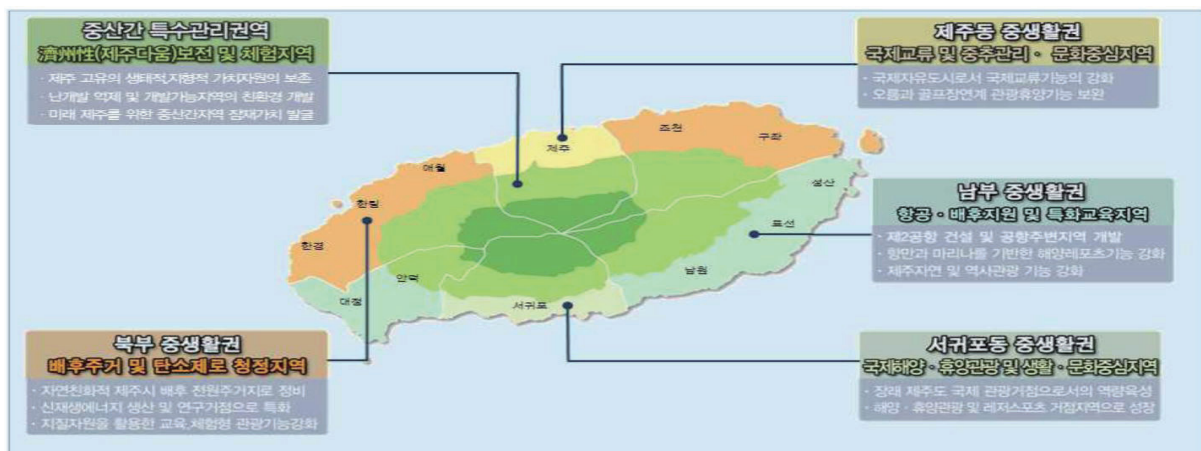 중산간 특수관리권역
濟州性(제주다움)보전 및 체험지역
· 제주 고유의 생태적,지형적 가치자원의 보존
· 난개발 억제 및 개발가능지역의 친환경 개발
· 미래 제주를 위한 중산간지역 잠재가치 발굴
제주동 중생활권
국제교류 및 중추관리 · 문화중심지역
· 국제자유도시로서 국제교류기능의 강화
· 오름과 골프장연계 관광휴양기능 보완
조천
구좌
제주
애월
한림
한경
성산
표선
남원
안덕
대정
서귀포
남부 중생활권
항공 · 배후지원 및 특화교육지역
· 제2공항 건설 및 공항주변지역 개발
· 항만과 마리나를 기반한 해양레포츠기능 강화
· 제주자연 및 역사관광 기능 강화
북부 중생활권
배후주거 및 탄소제로 청정지역
· 자연친화적 제주시 배후 전원주거지로 정비
· 신재생에너지 생산 및 연구거점으로 특화
· 지질자원을 활용한 교육,체험형 관광기능강화
서귀포동 중생활권
국제해양 · 휴양관광 및 생활 · 문화중심지역
· 장래 제주도 국제 관광거점으로서의 역량육성
· 해양 · 휴양관광 및 레저스포츠 거점지역으로 성장